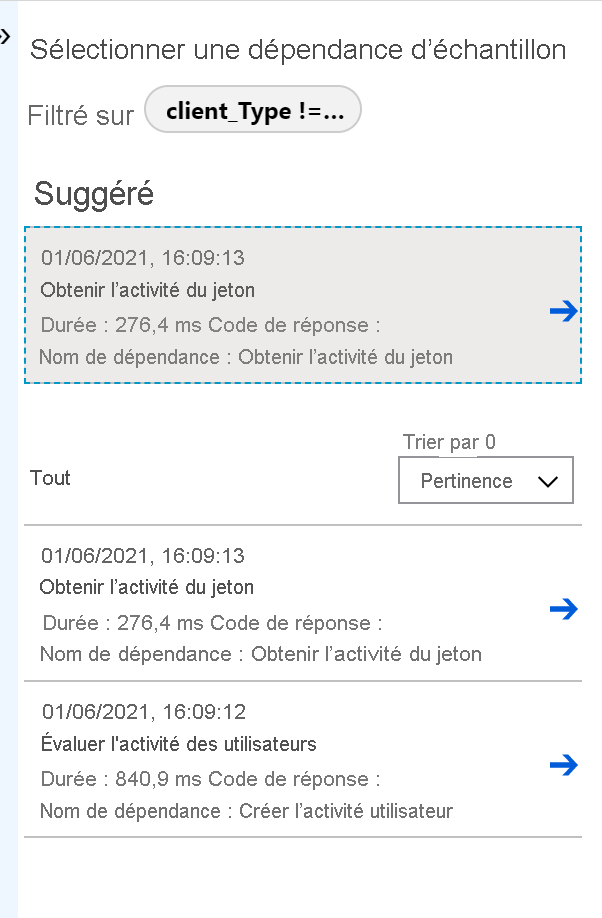 Sélectionner une dépendance d’échantillon
Filtré sur client_Type !=...
Suggéré
01/06/2021, 16:09:13
Obtenir l’activité du jeton
Durée : 276,4 ms Code de réponse :
Nom de dépendance : Obtenir l’activité du jeton
Trier par 0
Tout
Pertinence
01/06/2021, 16:09:13
Obtenir l’activité du jeton
Durée : 276,4 ms Code de réponse :
Nom de dépendance : Obtenir l’activité du jeton
01/06/2021, 16:09:12
Évaluer l'activité des utilisateurs
Durée : 840,9 ms Code de réponse :
Nom de dépendance : Créer l’activité utilisateur